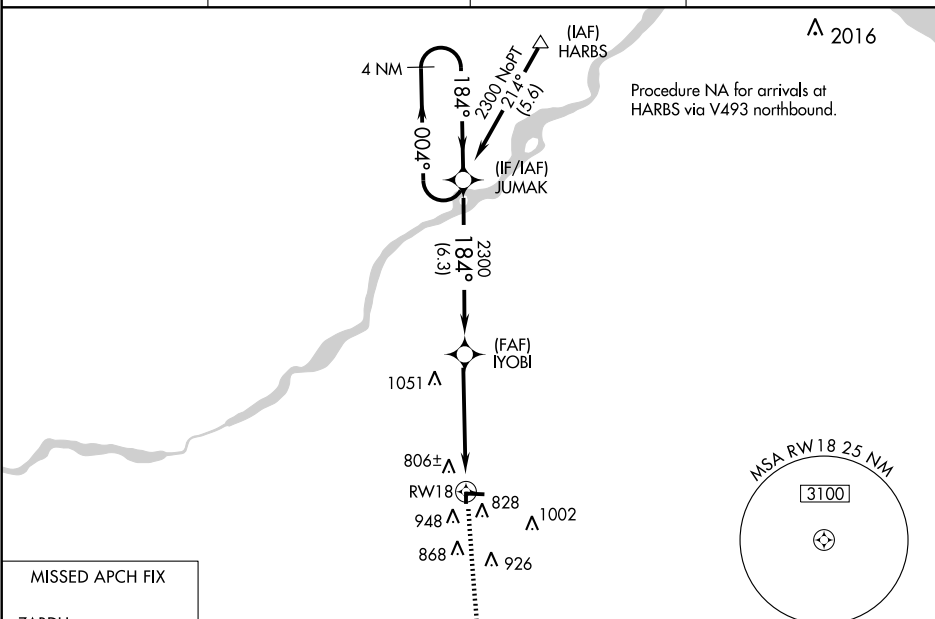 2016
(IAF)
HARBS
4 NM
2300 NoPT
214°
(5.6)
Procedure NA for arrivals at
HARBS via V493 northbound.
184°
004°
(IF/IAF)
JUMAK
2300
184°
(6.3)
(FAF)
IYOBI
1051
806±
RW18
828
948
1002
868
926
MSA RW18 25 NM
3100
MISSED APCH FIX